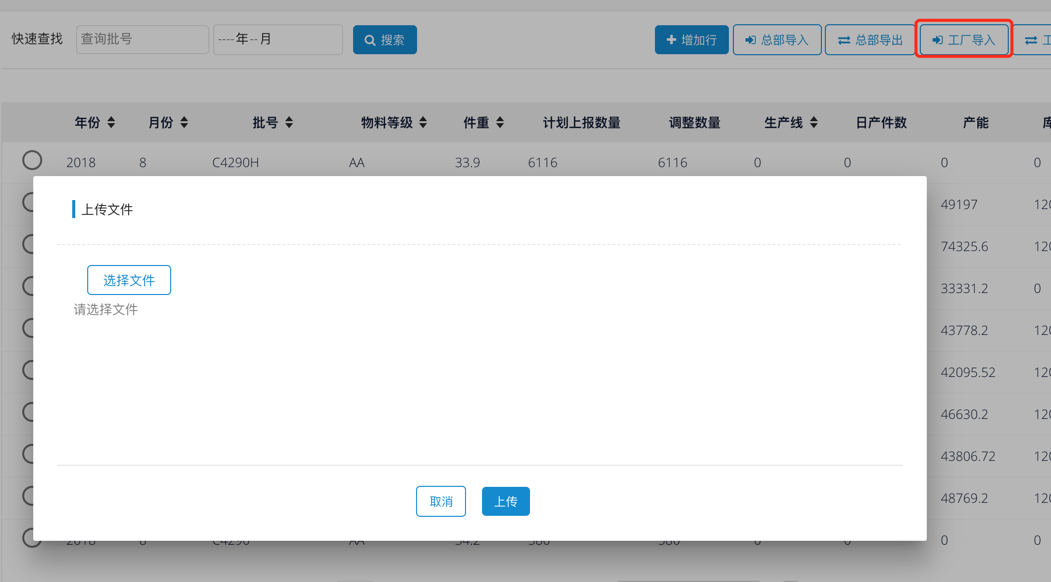 快速查找 查询批号 ----年--月 搜索 增加行 总部导入 总部导出 工厂导入
年份 月份 批号 物料等级 件重 计划上报数量 调整数量 生产线 日产件数 产能
2018 8 C4290H AA 33.9 6116 6116 0 0 0 0
上传文件
49197 120
74325.6 120
选择文件
33331.2 0
请选择文件
43778.2 120
42095.52 120
46630.2 120
43806.72 120
48769.2 120
取消 上传
2018 8 C4290 AA 34.2 580 580 0 0 0 0